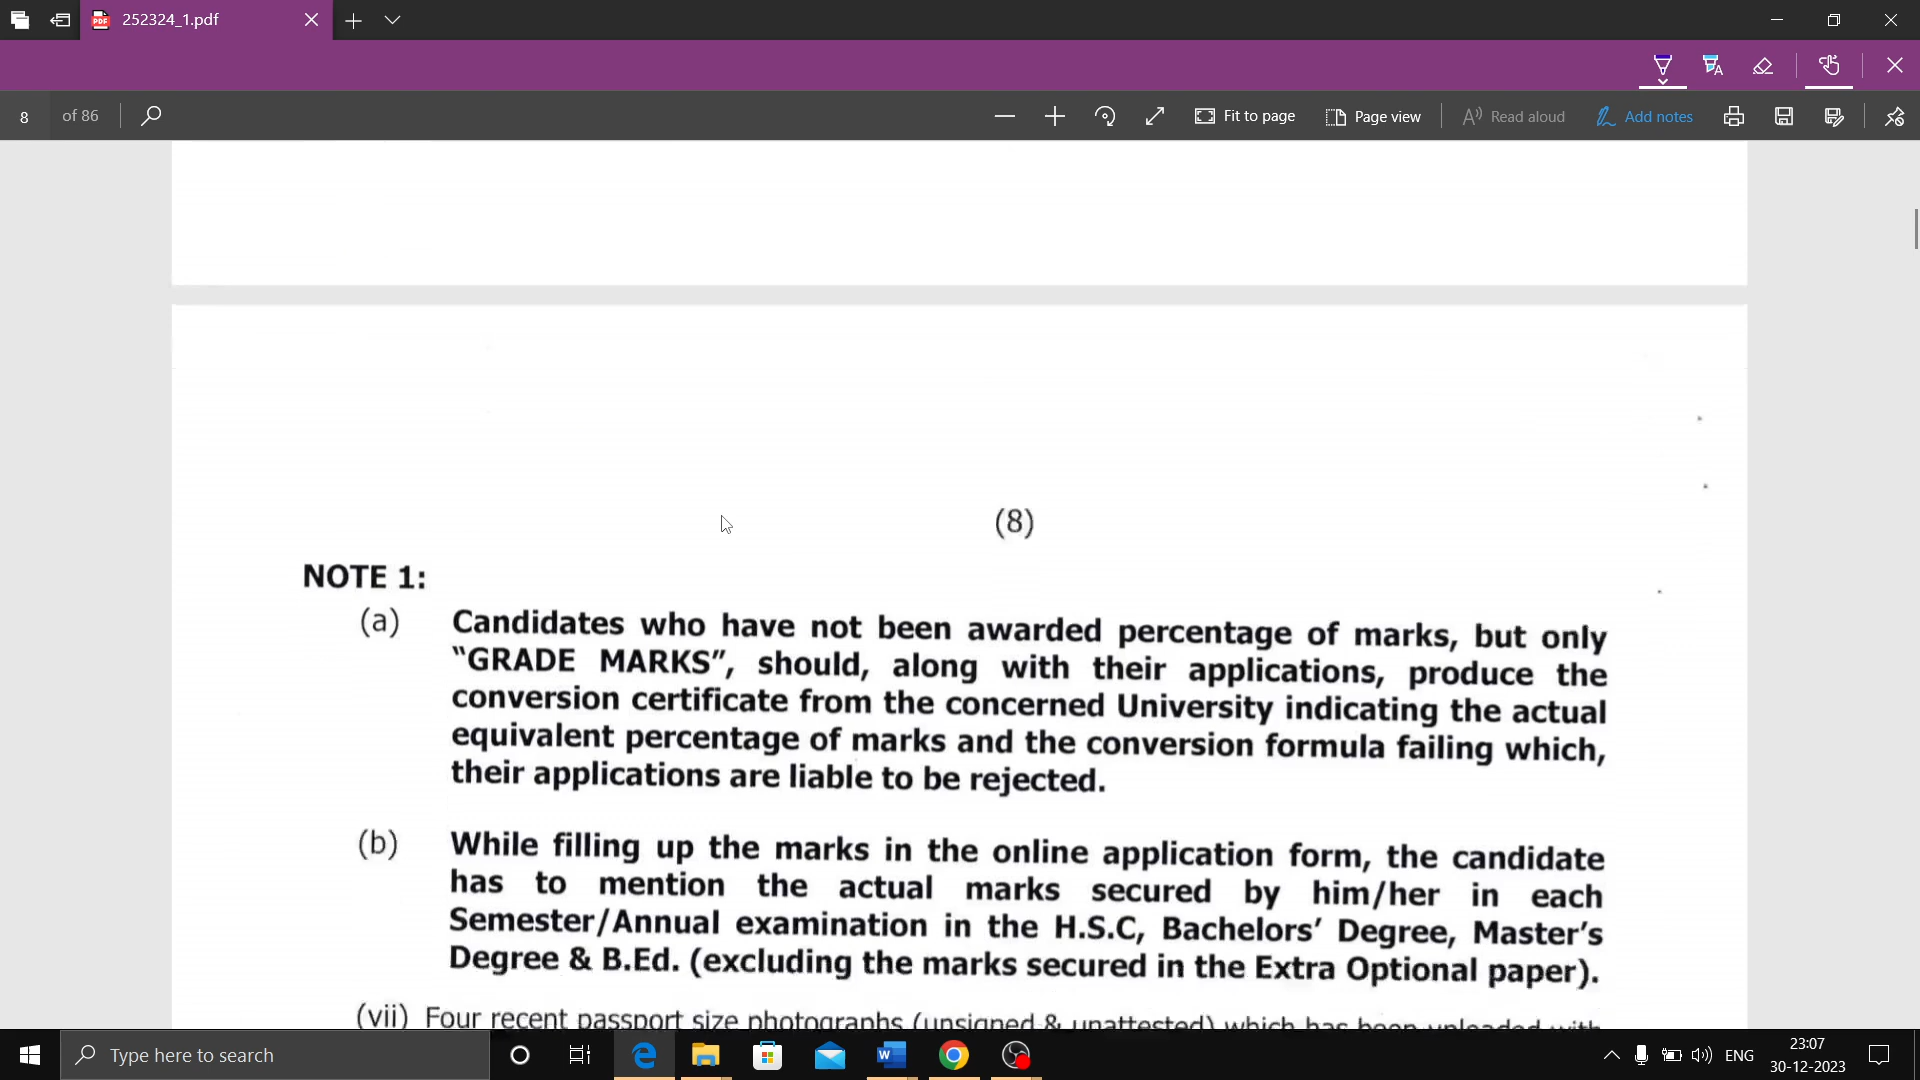 252324_1.pdf
8 of 86 Fit to page Page view Read aloud Add notes
(8)
NOTE 1:
(a) Candidates who have not been awarded percentage of marks, but only
“GRADE MARKS”, should, along with their applications, produce the
conversion certificate from the concerned University indicating the actual
equivalent percentage of marks and the conversion formula failing which,
their applications are liable to be rejected.
(b) While filling up the marks in the online application form, the candidate
has to mention the actual marks secured by him/her in each
Semester/Annual examination in the H.S.C, Bachelors’ Degree, Master’s
Degree & B.Ed. (excluding the marks secured in the Extra Optional paper).
(vii) Four recent passport size photographs (unsigned & unattested) which has been uploaded with
Type here to search
ENG
23:07
30-12-2023